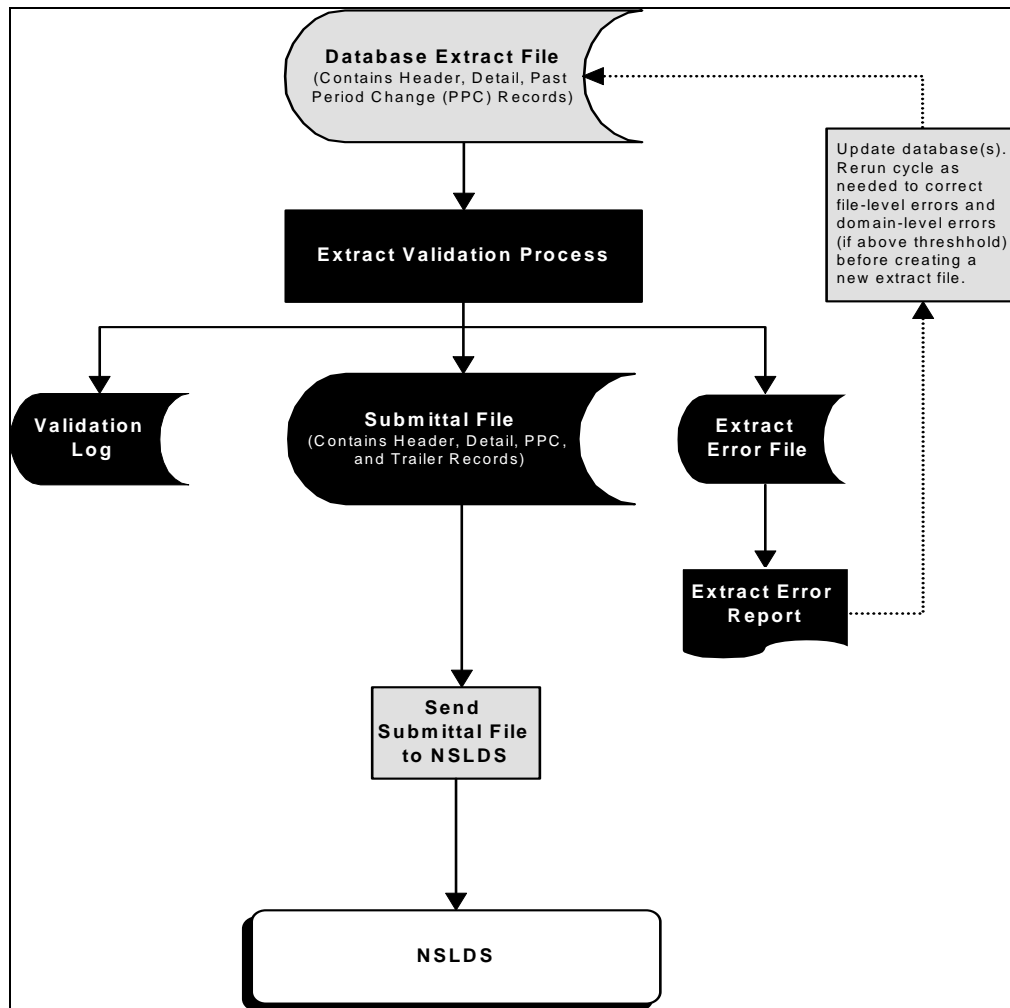 Database Extract File
(Contains Header, Detail, Past
Period Change (PPC) Records)
Update database(s).
Rerun cycle as
needed to correct
file-level errors and
domain-level errors
(if above threshhold)
before creating a
new extract file.
Extract Validation Process
Validation
Log
Submittal File
(Contains Header, Detail, PPC,
and Trailer Records)
Extract
Error File
Extract Error
Report
Send
Submittal File
to NSLDS
NSLDS